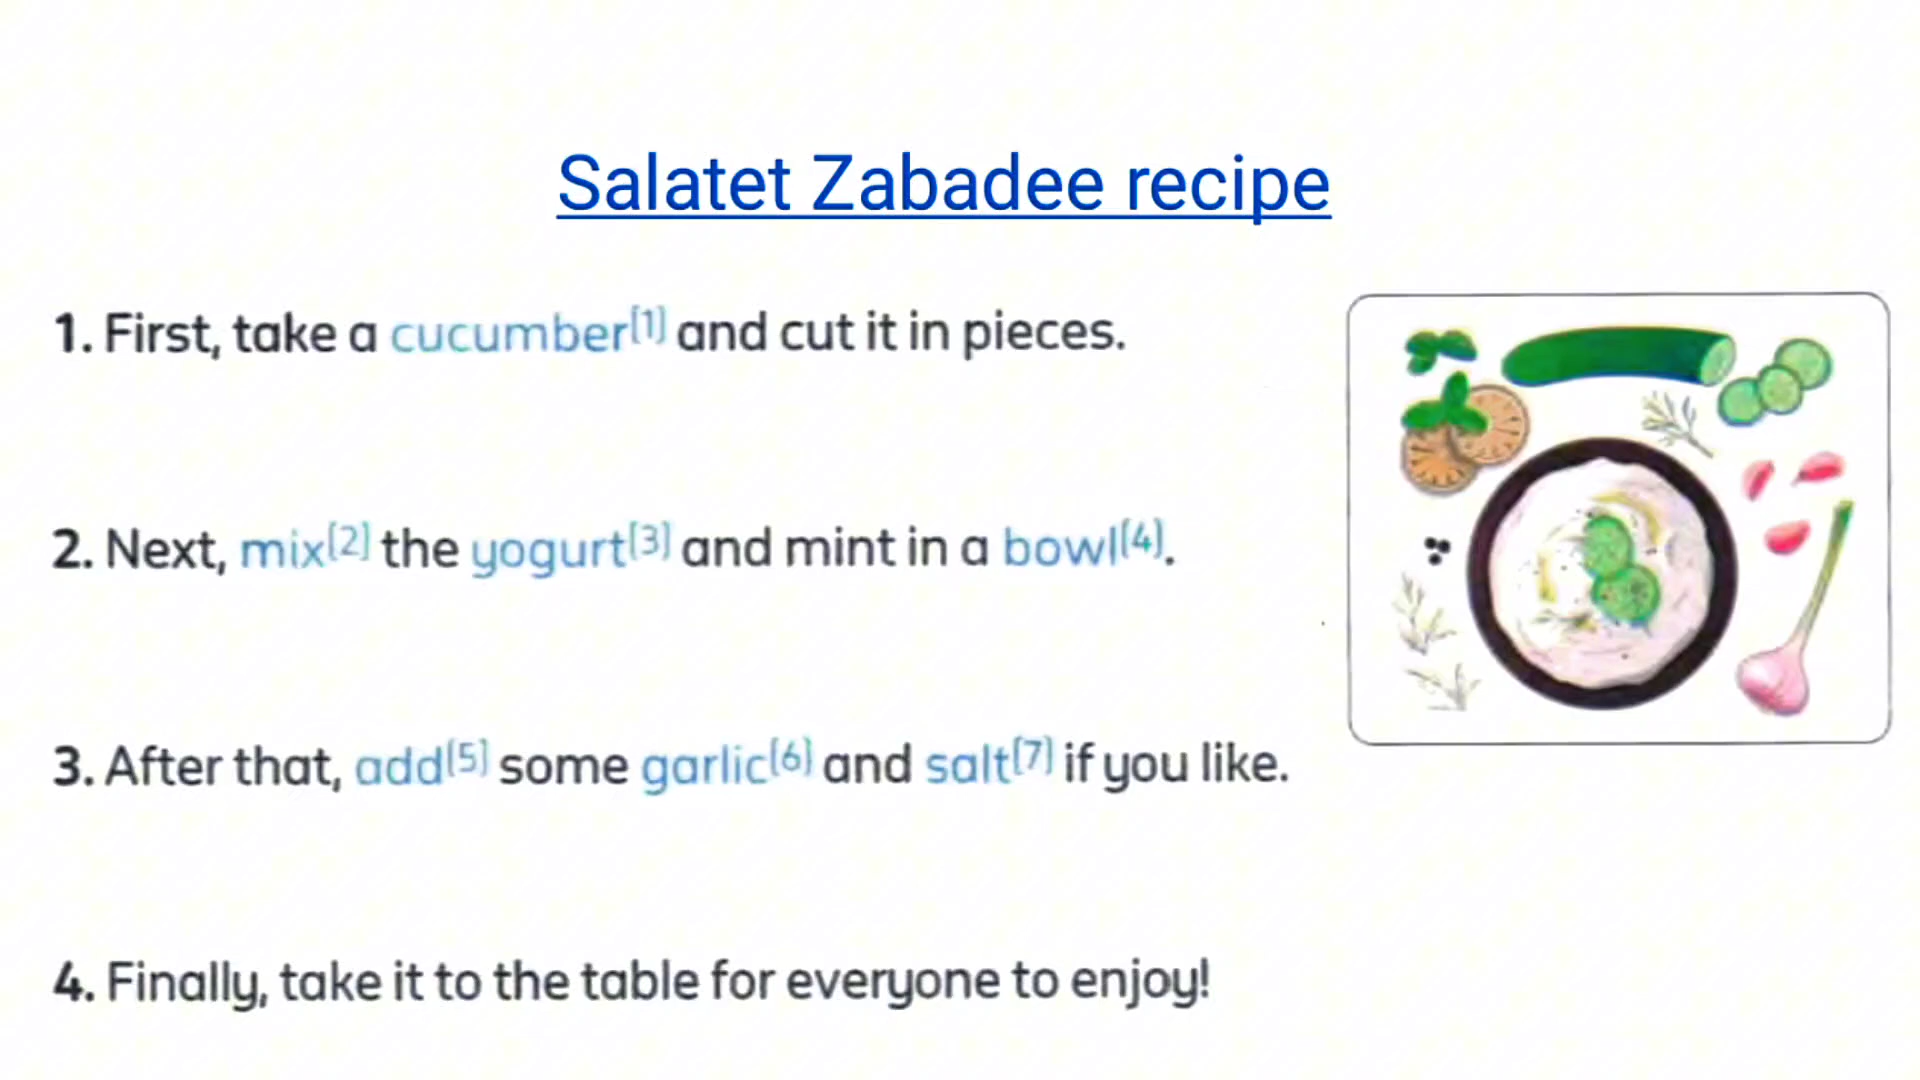 Salatet Zabadee recipe
1. First, take a cucumber[1] and cut it in pieces.
2. Next, mix[2] the yogurt[3] and mint in a bowl[4].
3. After that, add[5] some garlic[6] and salt[7] if you like.
4. Finally, take it to the table for everyone to enjoy!